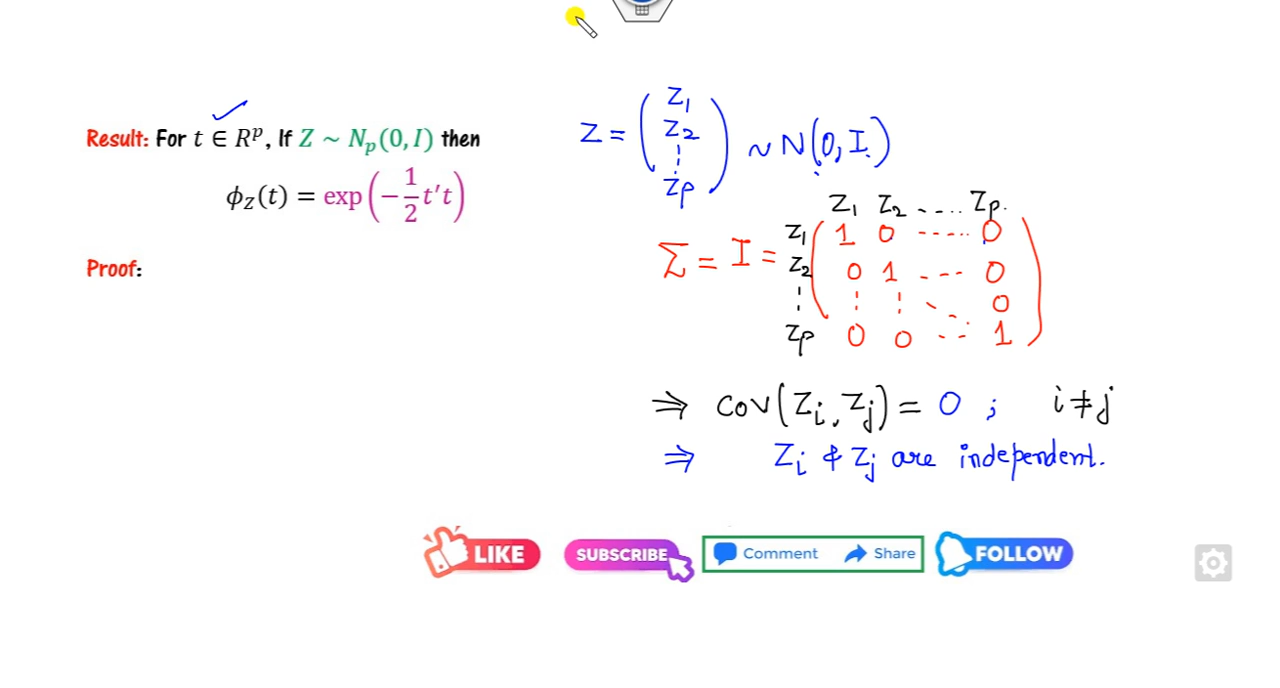 Result: For t ∈ Rᵖ, If Z ~ Nₚ(0, I) then
ϕ_Z(t) = exp(−1/2 t′t)
Proof:
Z = (Z₁ Z₂ ⋮ Zₚ) ~ N(0, I)
Z₁ Z₂ ..... Zₚ.
Σ = I =
Z₁ 1 0 ----- 0
Z₂ 0 1 --- 0
⋮ ⋮ ⋮ ⋱ 0
Zₚ 0 0 -- 1
⇒ COV(Zᵢ, Zⱼ) = 0 ; i ≠ j
⇒ Zᵢ & Zⱼ are independent.
LIKE SUBSCRIBE Comment Share FOLLOW